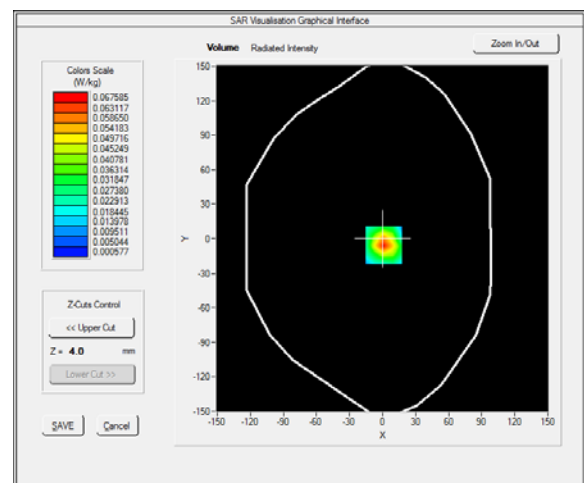 SAR Visualisation Graphical Interface
Volume Radiated Intensity
Zoom In/Out
Colors Scale
(W/kg)
0.067585
0.063117
0.058650
0.054183
0.049716
0.045249
0.040781
0.036314
0.031847
0.027380
0.022913
0.018445
0.013978
0.009511
0.005044
0.000577
Z-Cuts Control
<< Upper Cut
Z = 4.0 mm
Lower Cut >>
SAVE Cancel
150
120
90
60
30
0
-30
-60
-90
-120
-150
Y
-150 -120 -90 -60 -30 0 30 60 90 120 150
X